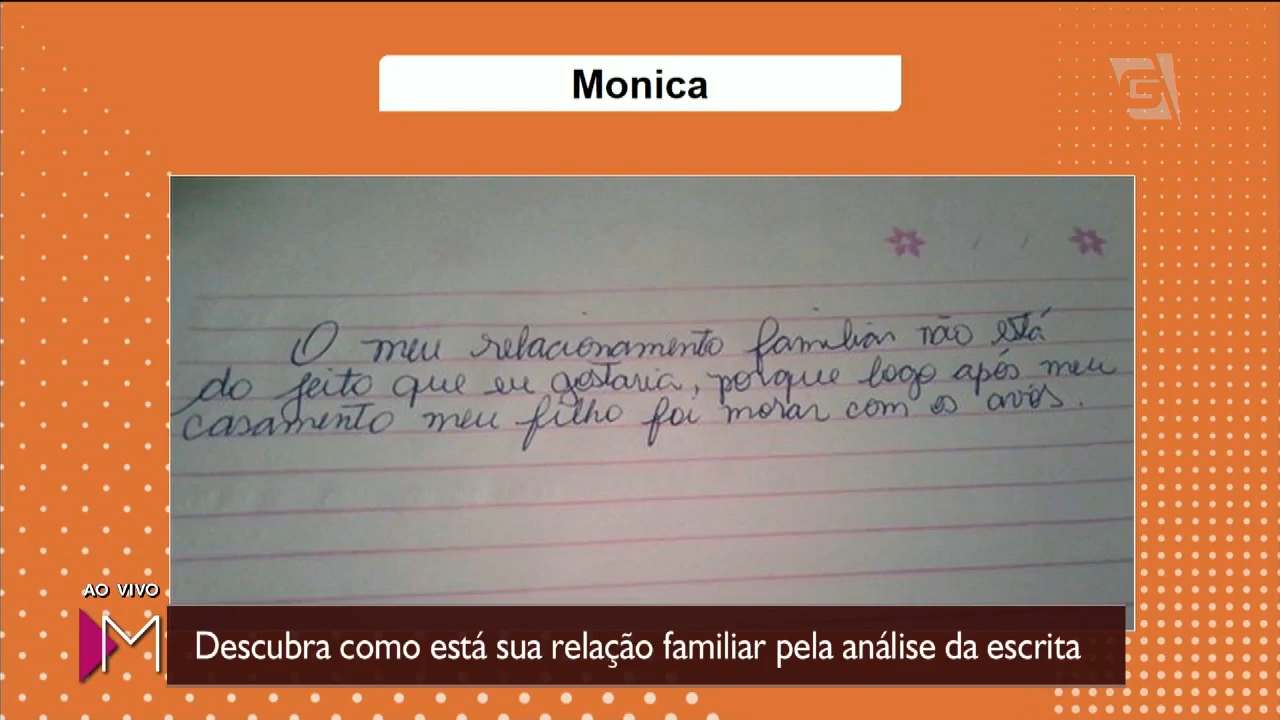 Monica
G
O meu relacionamento familiar não está
do jeito que eu gostaria, porque logo após meu
casamento meu filho foi morar com os avós.
AO VIVO
M
Descubra como está sua relação familiar pela análise da escrita